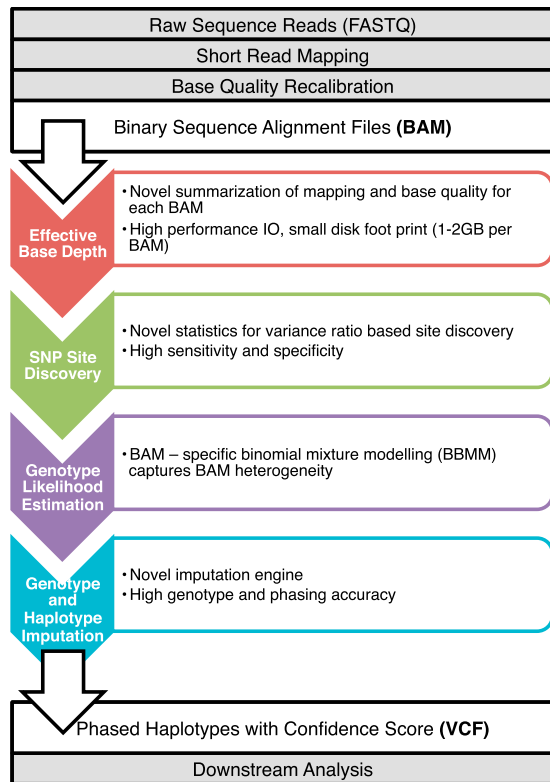 Raw Sequence Reads (FASTQ)
Short Read Mapping
Base Quality Recalibration
Binary Sequence Alignment Files (BAM)
Effective
Base Depth
• Novel summarization of mapping and base quality for
each BAM
• High performance IO, small disk foot print (1-2GB per
BAM)
SNP Site
Discovery
• Novel statistics for variance ratio based site discovery
• High sensitivity and specificity
Genotype
Likelihood
Estimation
• BAM – specific binomial mixture modelling (BBMM)
captures BAM heterogeneity
Genotype
and
Haplotype
Imputation
• Novel imputation engine
• High genotype and phasing accuracy
Phased Haplotypes with Confidence Score (VCF)
Downstream Analysis